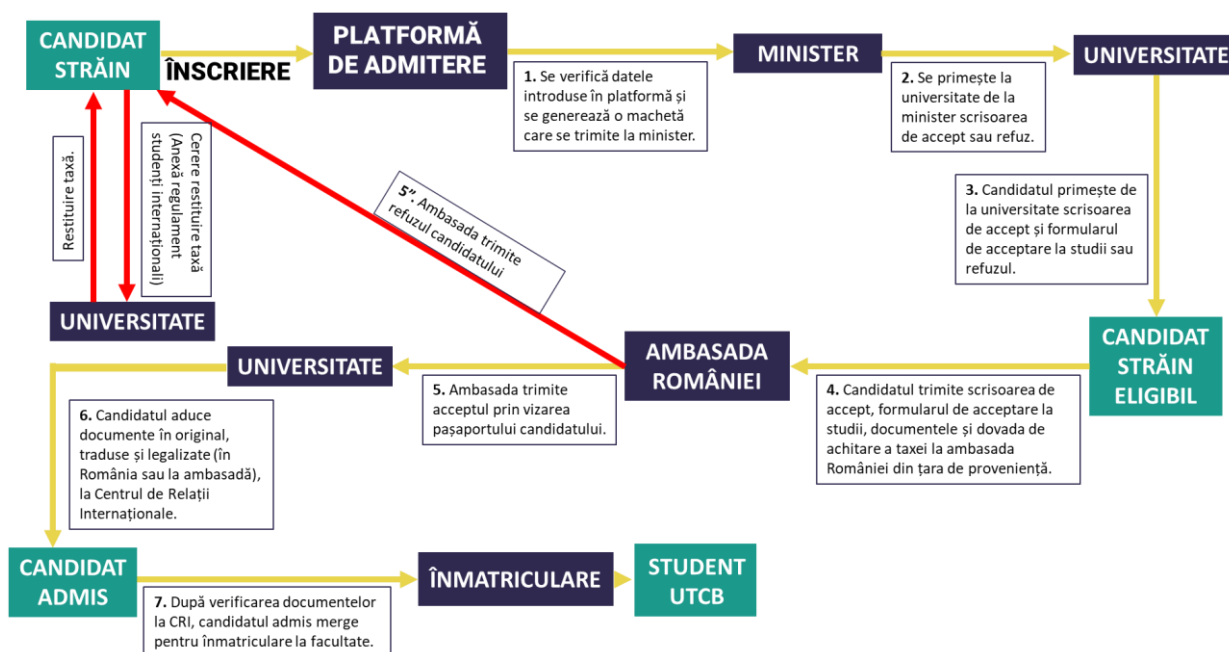 CANDIDAT
STRĂIN
ÎNSCRIERE
PLATFORMĂ
DE ADMITERE
1. Se verifică datele
introduse în platformă și
se generează o machetă
care se trimite la minister.
MINISTER
2. Se primește la
universitate de la
minister scrisoarea
de accept sau refuz.
UNIVERSITATE
3. Candidatul primește de
la universitate scrisoarea
de accept și formularul
de acceptare la studii sau
refuzul.
CANDIDAT
STRĂIN
ELIGIBIL
4. Candidatul trimite scrisoarea de
accept, formularul de acceptare la
studii, documentele și dovada de
achitare a taxei la ambasada
României din țara de proveniență.
AMBASADA
ROMÂNIEI
5”. Ambasada trimite
refuzul candidatului
Restituire taxă.
Cerere restituire taxă
(Anexă regulament
studenți internaționali)
UNIVERSITATE
5. Ambasada trimite
acceptul prin vizarea
pașaportului candidatului.
UNIVERSITATE
6. Candidatul aduce
documente în original,
traduse și legalizate (în
România sau la ambasadă),
la Centrul de Relații
Internaționale.
CANDIDAT
ADMIS
7. După verificarea documentelor
la CRI, candidatul admis merge
pentru înmatriculare la facultate.
ÎNMATRICULARE
STUDENT
UTCB